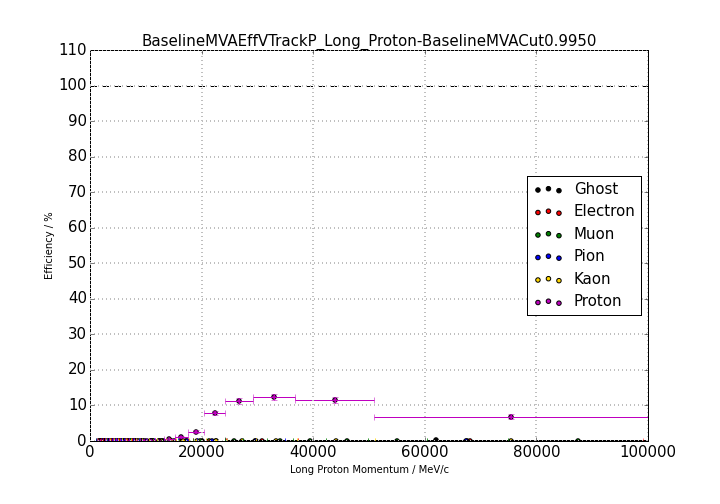 BaselineMVAEffVTrackP_Long_Proton-BaselineMVACut0.9950
110
100
90
80
70
60
50
40
30
20
10
0
Efficiency / %
Ghost
Electron
Muon
Pion
Kaon
Proton
0 20000 40000 60000 80000 100000
Long Proton Momentum / MeV/c